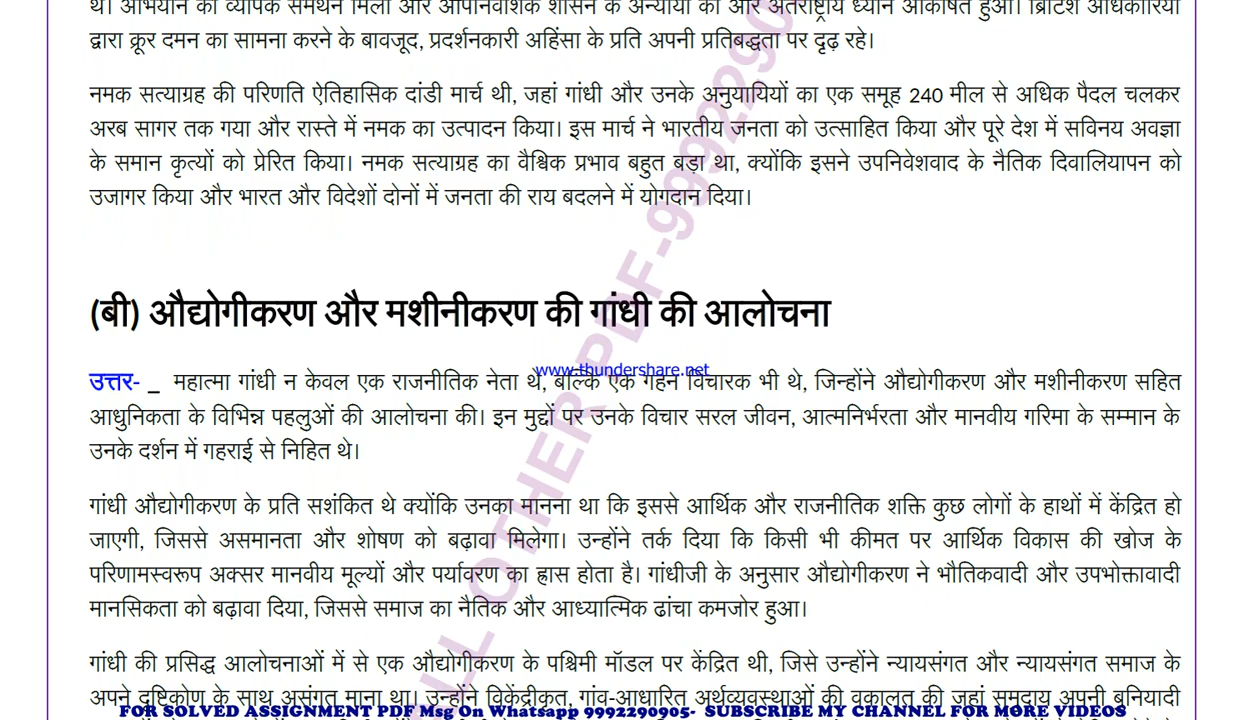 थे। अभियान को व्यापक समर्थन मिला और औपनिवेशिक शासन के अन्यायों की ओर अंतर्राष्ट्रीय ध्यान आकर्षित हुआ। ब्रिटिश अधिकारियों
द्वारा क्रूर दमन का सामना करने के बावजूद, प्रदर्शनकारी अहिंसा के प्रति अपनी प्रतिबद्धता पर दृढ़ रहे।
नमक सत्याग्रह की परिणति ऐतिहासिक दांडी मार्च थी, जहां गांधी और उनके अनुयायियों का एक समूह 240 मील से अधिक पैदल चलकर
अरब सागर तक गया और रास्ते में नमक का उत्पादन किया। इस मार्च ने भारतीय जनता को उत्साहित किया और पूरे देश में सविनय अवज्ञा
के समान कृत्यों को प्रेरित किया। नमक सत्याग्रह का वैश्विक प्रभाव बहुत बड़ा था, क्योंकि इसने उपनिवेशवाद के नैतिक दिवालियापन को
उजागर किया और भारत और विदेशों दोनों में जनता की राय बदलने में योगदान दिया।
(बी) औद्योगीकरण और मशीनीकरण की गांधी की आलोचना
www.thundershare.net
उत्तर- _ महात्मा गांधी न केवल एक राजनीतिक नेता थे, बल्कि एक गहन विचारक भी थे, जिन्होंने औद्योगीकरण और मशीनीकरण सहित
आधुनिकता के विभिन्न पहलुओं की आलोचना की। इन मुद्दों पर उनके विचार सरल जीवन, आत्मनिर्भरता और मानवीय गरिमा के सम्मान के
उनके दर्शन में गहराई से निहित थे।
गांधी औद्योगीकरण के प्रति सशंकित थे क्योंकि उनका मानना था कि इससे आर्थिक और राजनीतिक शक्ति कुछ लोगों के हाथों में केंद्रित हो
जाएगी, जिससे असमानता और शोषण को बढ़ावा मिलेगा। उन्होंने तर्क दिया कि किसी भी कीमत पर आर्थिक विकास की खोज के
परिणामस्वरूप अक्सर मानवीय मूल्यों और पर्यावरण का ह्रास होता है। गांधीजी के अनुसार औद्योगीकरण ने भौतिकवादी और उपभोक्तावादी
मानसिकता को बढ़ावा दिया, जिससे समाज का नैतिक और आध्यात्मिक ढांचा कमजोर हुआ।
गांधी की प्रसिद्ध आलोचनाओं में से एक औद्योगीकरण के पश्चिमी मॉडल पर केंद्रित थी, जिसे उन्होंने न्यायसंगत और न्यायसंगत समाज के
अपने दृष्टिकोण के साथ असंगत माना था। उन्होंने विकेंद्रीकृत, गांव-आधारित अर्थव्यवस्थाओं की वकालत की जहां समुदाय अपनी बुनियादी
FOR SOLVED ASSIGNMENT PDF Msg On Whatsapp 9992290905- SUBSCRIBE MY CHANNEL FOR MORE VIDEOS
ALL OTHER PDF-9992290